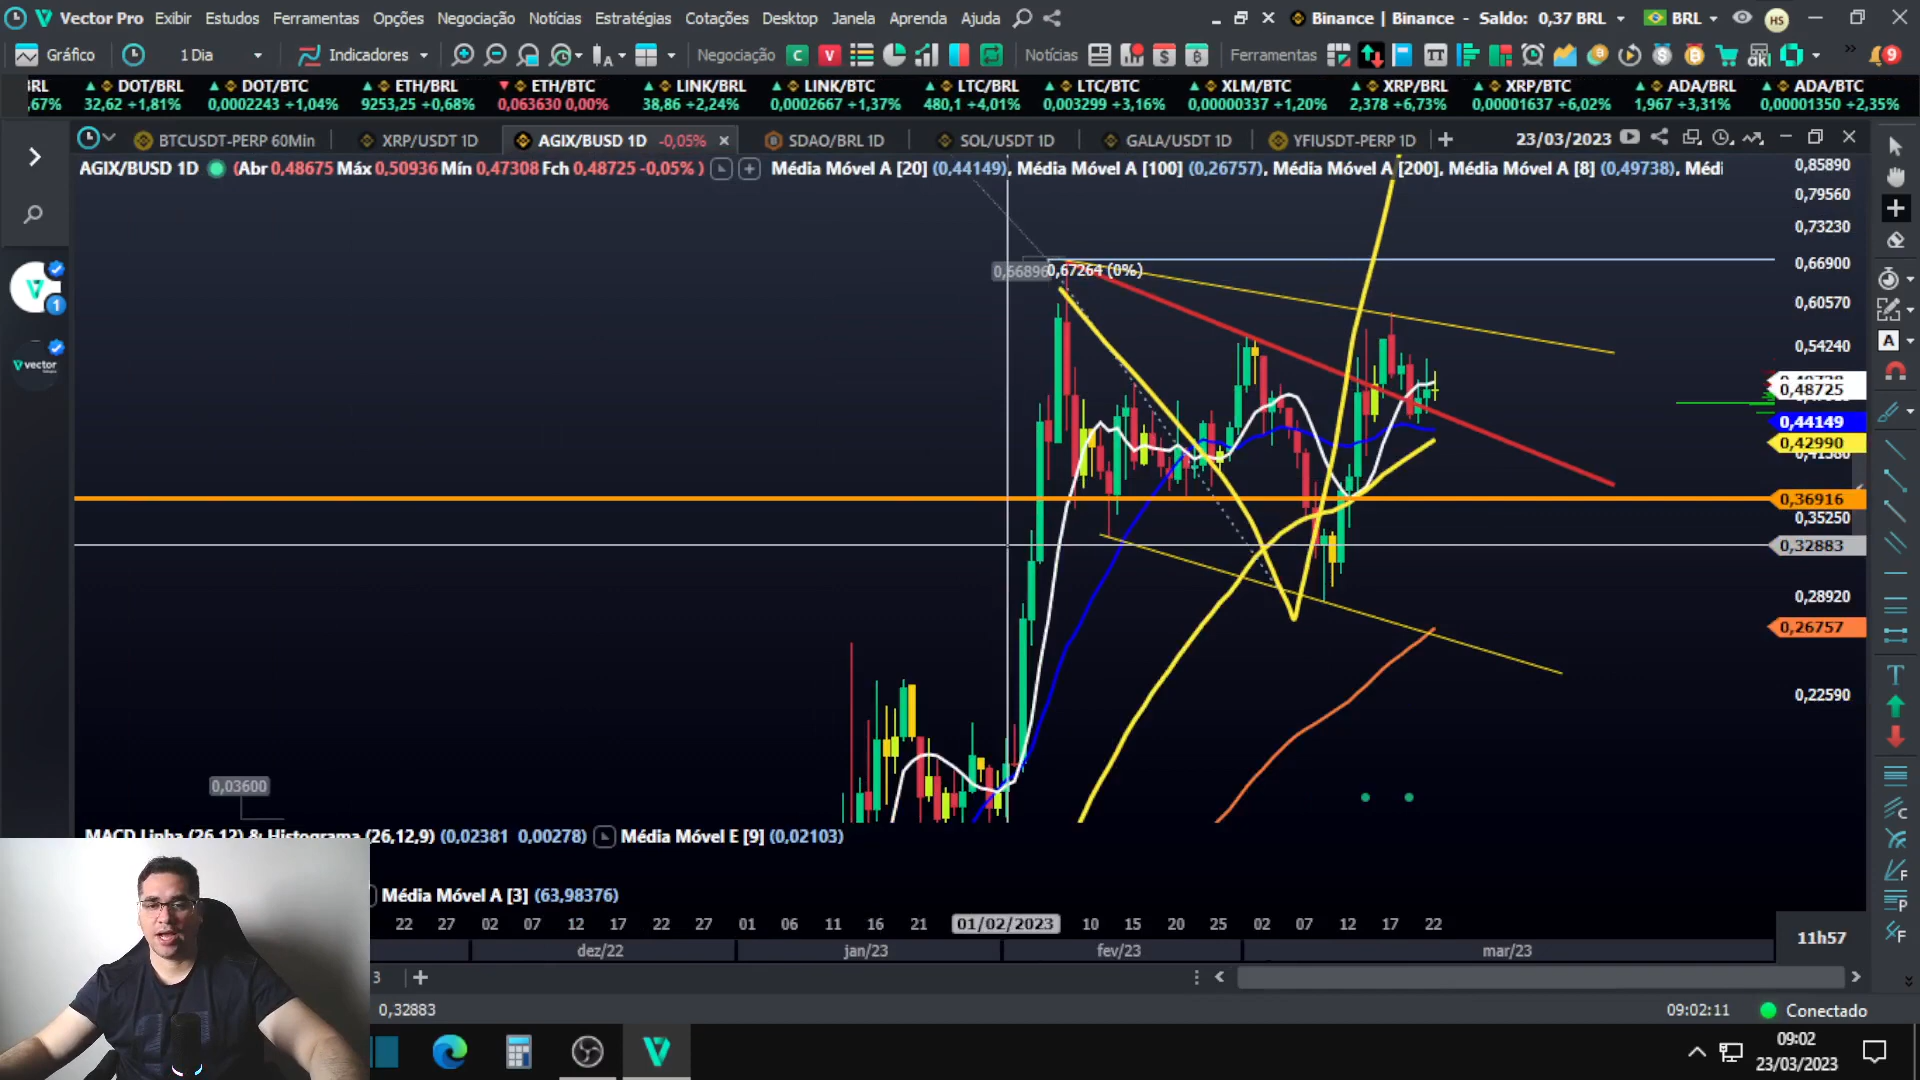 Vector Pro Exibir Estudos Ferramentas Opções Negociação Notícias Estratégias Cotações Desktop Janela Aprenda Ajuda Binance | Binance - Saldo: 0,37 BRL BRL HS
Gráfico 1 Dia Indicadores Negociação C V Notícias Ferramentas 9
BRL DOT/BRL DOT/BTC ETH/BRL ETH/BTC LINK/BRL LINK/BTC LTC/BRL LTC/BTC XLM/BTC XRP/BRL XRP/BTC ADA/BRL ADA/BTC
,67% 32,62 +1,81% 0,0002243 +1,04% 9253,25 +0,68% 0,063630 0,00% 38,86 +2,24% 0,0002667 +1,37% 480,1 +4,01% 0,003299 +3,16% 0,00000337 +1,20% 2,378 +6,73% 0,00001637 +6,02% 1,967 +3,31% 0,00001350 +2,35%
BTCUSDT-PERP 60Min XRP/USDT 1D AGIX/BUSD 1D -0,05% SDAO/BRL 1D SOL/USDT 1D GALA/USDT 1D YFIUSDT-PERP 1D 23/03/2023
AGIX/BUSD 1D (Abr 0,48675 Máx 0,50936 Mín 0,47308 Fch 0,48725 -0,05% ) Média Móvel A [20] (0,44149), Média Móvel A [100] (0,26757), Média Móvel A [200], Média Móvel A [8] (0,49738), Médi
0,85890
0,79560
0,73230
0,66900
0,66896 0,67264 (0%)
0,60570
0,54240
0,48725
0,44149
0,42990
0,36916
0,35250
0,32883
0,28920
0,26757
0,22590
1
vector
0,03600
MACD Linha (26,12) & Histograma (26,12,9) (0,02381 0,00278) Média Móvel E [9] (0,02103)
Média Móvel A [3] (63,98376)
22 27 02 07 12 17 22 27 01 06 11 16 21 01/02/2023 10 15 20 25 02 07 12 17 22
dez/22 jan/23 fev/23 mar/23
11h57
3
0,32883 09:02:11 Conectado
09:02
23/03/2023